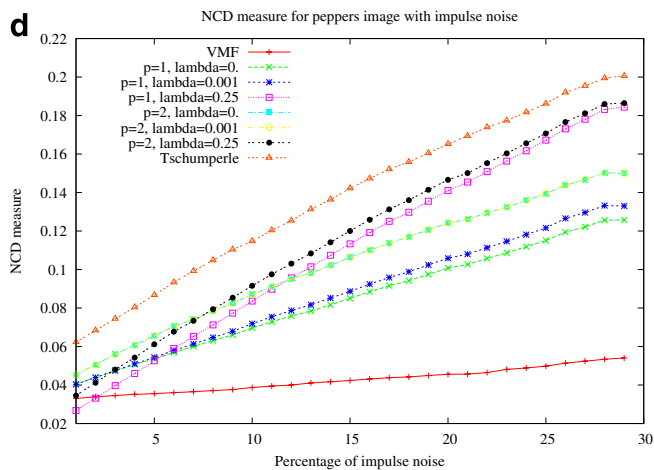 d
NCD measure for peppers image with impulse noise
0.22
0.2
0.18
0.16
0.14
0.12
0.1
0.08
0.06
0.04
0.02
NCD measure
VMF
p=1, lambda=0.
p=1, lambda=0.001
p=1, lambda=0.25
p=2, lambda=0.
p=2, lambda=0.001
p=2, lambda=0.25
Tschumperle
5
10
15
20
25
30
Percentage of impulse noise